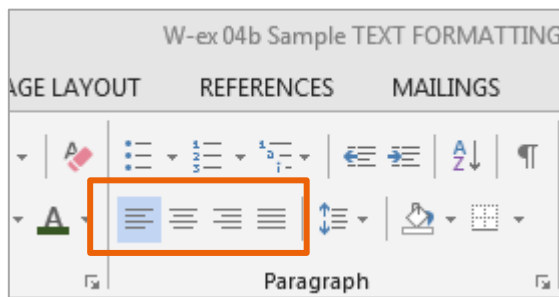 W-ex 04b Sample TEXT FORMATTING
AGE LAYOUT REFERENCES MAILINGS
A
Z
A
Paragraph